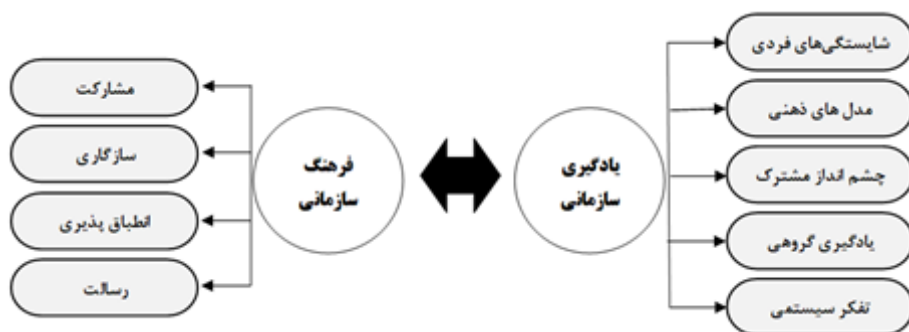 شایستگی‌های فردی
مدل های ذهنی
چشم انداز مشترک
یادگیری گروهی
تفکر سیستمی
یادگیری
سازمانی
فرهنگ
سازمانی
مشارکت
سازگاری
انطباق پذیری
رسالت